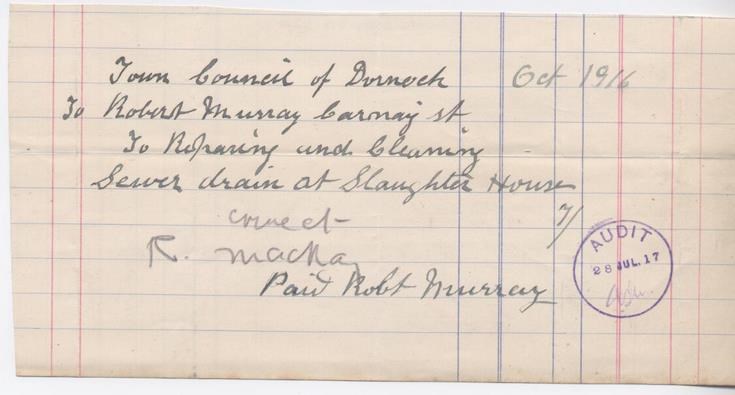 Town Council of Dornoch Oct 1916
To Robert Murray Carnaig st
To Reparing and Cleaning
Sewer drain at Slaughter House
7/
correct
R. Mackay
Paid Robt Murray
AUDIT
28 JUL. 17